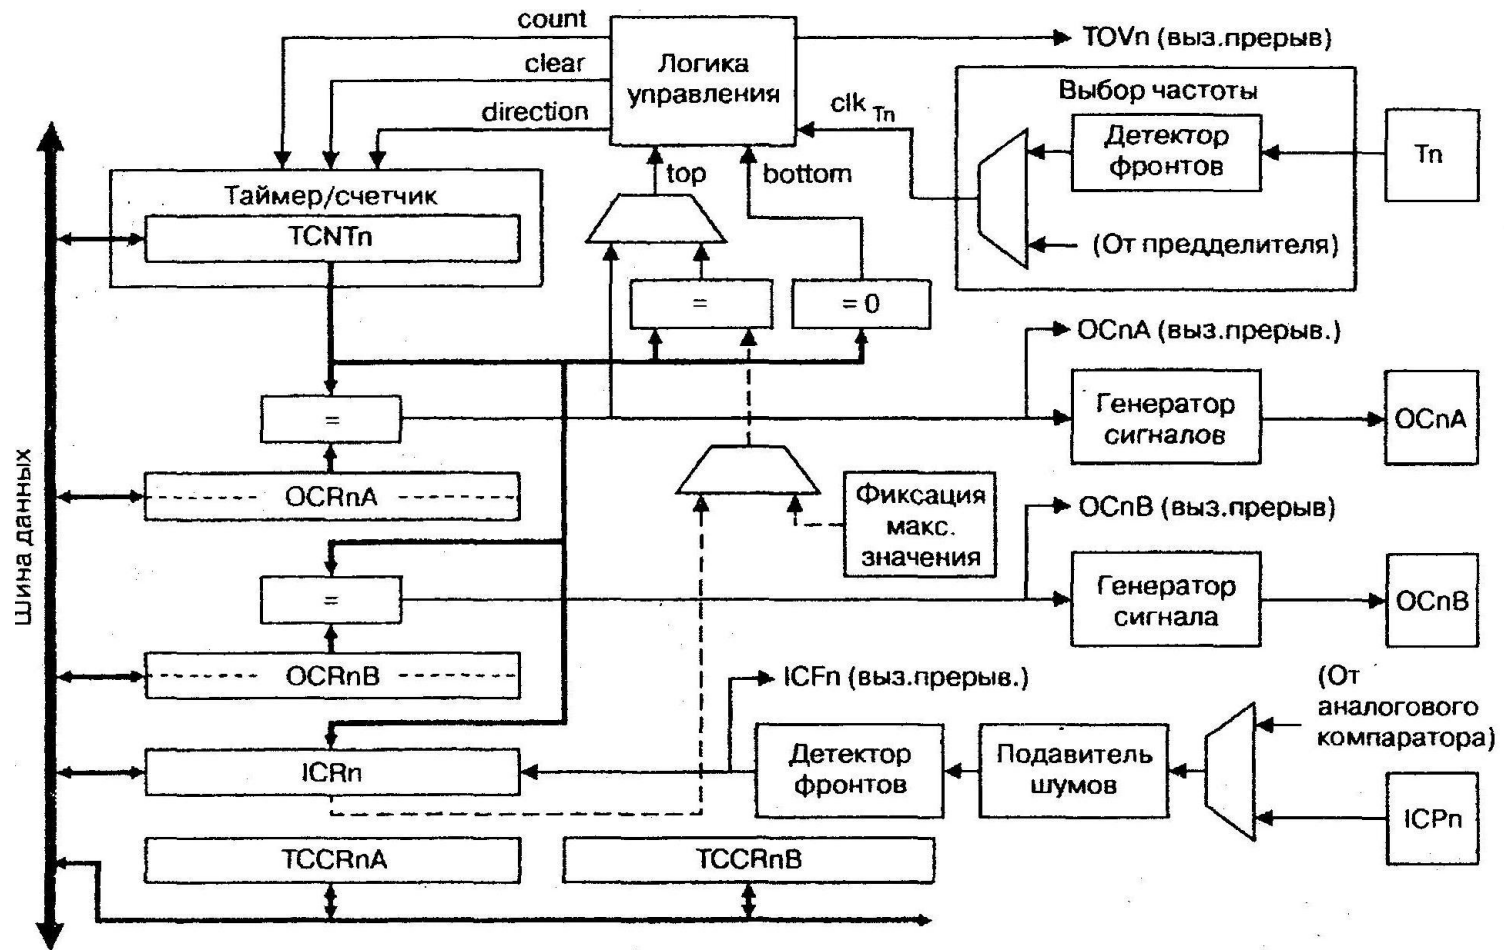 count
clear
direction
Логика
управления
TOVn (выз.прерыв)
Выбор частоты
clk Tn
Детектор
фронтов
Tn
(От предделителя)
top
bottom
Таймер/счетчик
TCNTn
=
= 0
OCnA (выз.прерыв.)
=
Генератор
сигналов
OCnA
OCRnA
Фиксация
макс.
значения
OCnB (выз.прерыв)
Шина данных
=
Генератор
сигнала
OCnB
OCRnB
ICFn (выз.прерыв.)
(От
аналогового
компаратора)
ICRn
Детектор
фронтов
Подавитель
шумов
ICPn
TCCRnA
TCCRnB